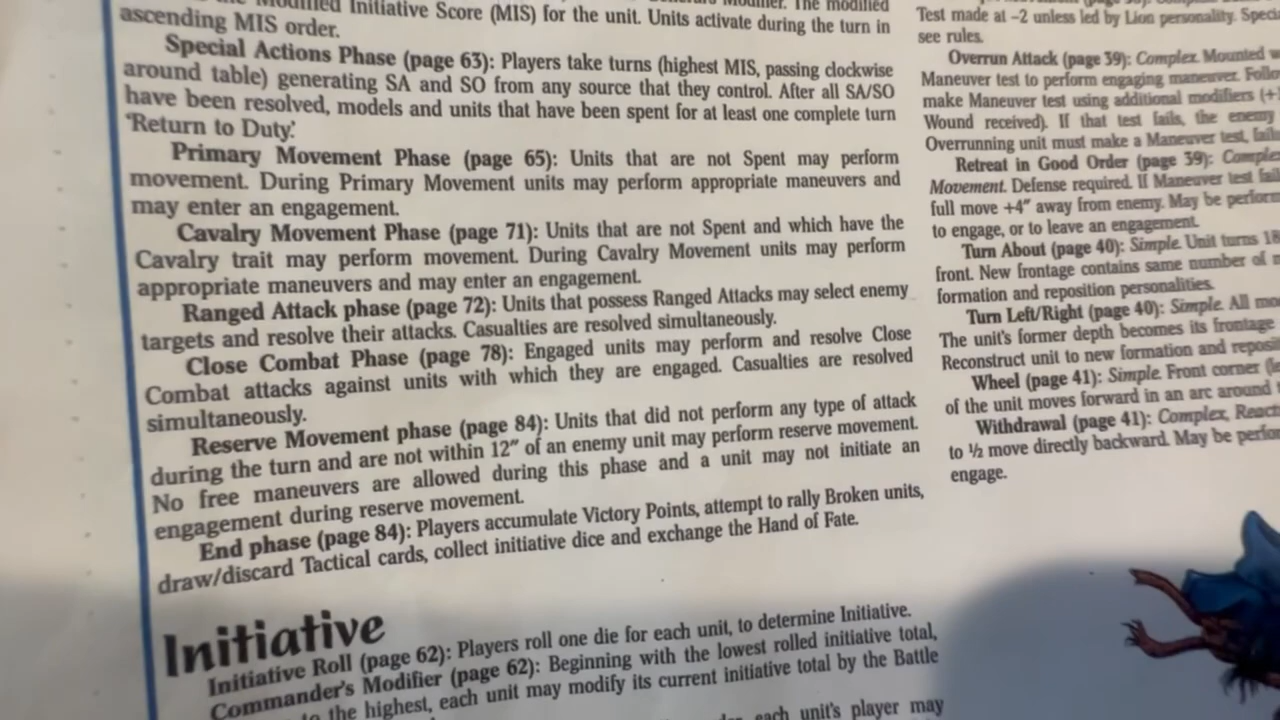 Modified Initiative Score (MIS) for the unit. Units activate during the turn in
ascending MIS order.
Special Actions Phase (page 63): Players take turns (highest MIS, passing clockwise
around table) generating SA and SO from any source that they control. After all SA/SO
have been resolved, models and units that have been spent for at least one complete turn
'Return to Duty.'
Primary Movement Phase (page 65): Units that are not Spent may perform
movement. During Primary Movement units may perform appropriate maneuvers and
may enter an engagement.
Cavalry Movement Phase (page 71): Units that are not Spent and which have the
Cavalry trait may perform movement. During Cavalry Movement units may perform
appropriate maneuvers and may enter an engagement.
Ranged Attack phase (page 72): Units that possess Ranged Attacks may select enemy
targets and resolve their attacks. Casualties are resolved simultaneously.
Close Combat Phase (page 78): Engaged units may perform and resolve Close
Combat attacks against units with which they are engaged. Casualties are resolved
simultaneously.
Reserve Movement phase (page 84): Units that did not perform any type of attack
during the turn and are not within 12″ of an enemy unit may perform reserve movement.
No free maneuvers are allowed during this phase and a unit may not initiate an
engagement during reserve movement.
End phase (page 84): Players accumulate Victory Points, attempt to rally Broken units,
draw/discard Tactical cards, collect initiative dice and exchange the Hand of Fate.
Initiative
Initiative Roll (page 62): Players roll one die for each unit, to determine Initiative.
Commander's Modifier (page 62): Beginning with the lowest rolled initiative total,
to the highest, each unit may modify its current initiative total by the Battle
each unit's player may
Test made at –2 unless led by Lion personality.
see rules.
Overrun Attack (page 39): Complex. Mounted
Maneuver test to perform engaging maneuver.
make Maneuver test using additional modifiers
Wound received). If that test fails, the enemy
Overrunning unit must make a Maneuver test,
Retreat in Good Order (page 39):
Movement. Defense required. If Maneuver test
full move +4″ away from enemy. May be
to engage, or to leave an engagement.
Turn About (page 40): Simple. Unit turns
front. New frontage contains same number of
formation and reposition personalities.
Turn Left/Right (page 40): Simple. All
The unit's former depth becomes its frontage
Reconstruct unit to new formation and
Wheel (page 41): Simple. Front corner
of the unit moves forward in an arc around
Withdrawal (page 41): Complex,
to ½ move directly backward. May be
engage.